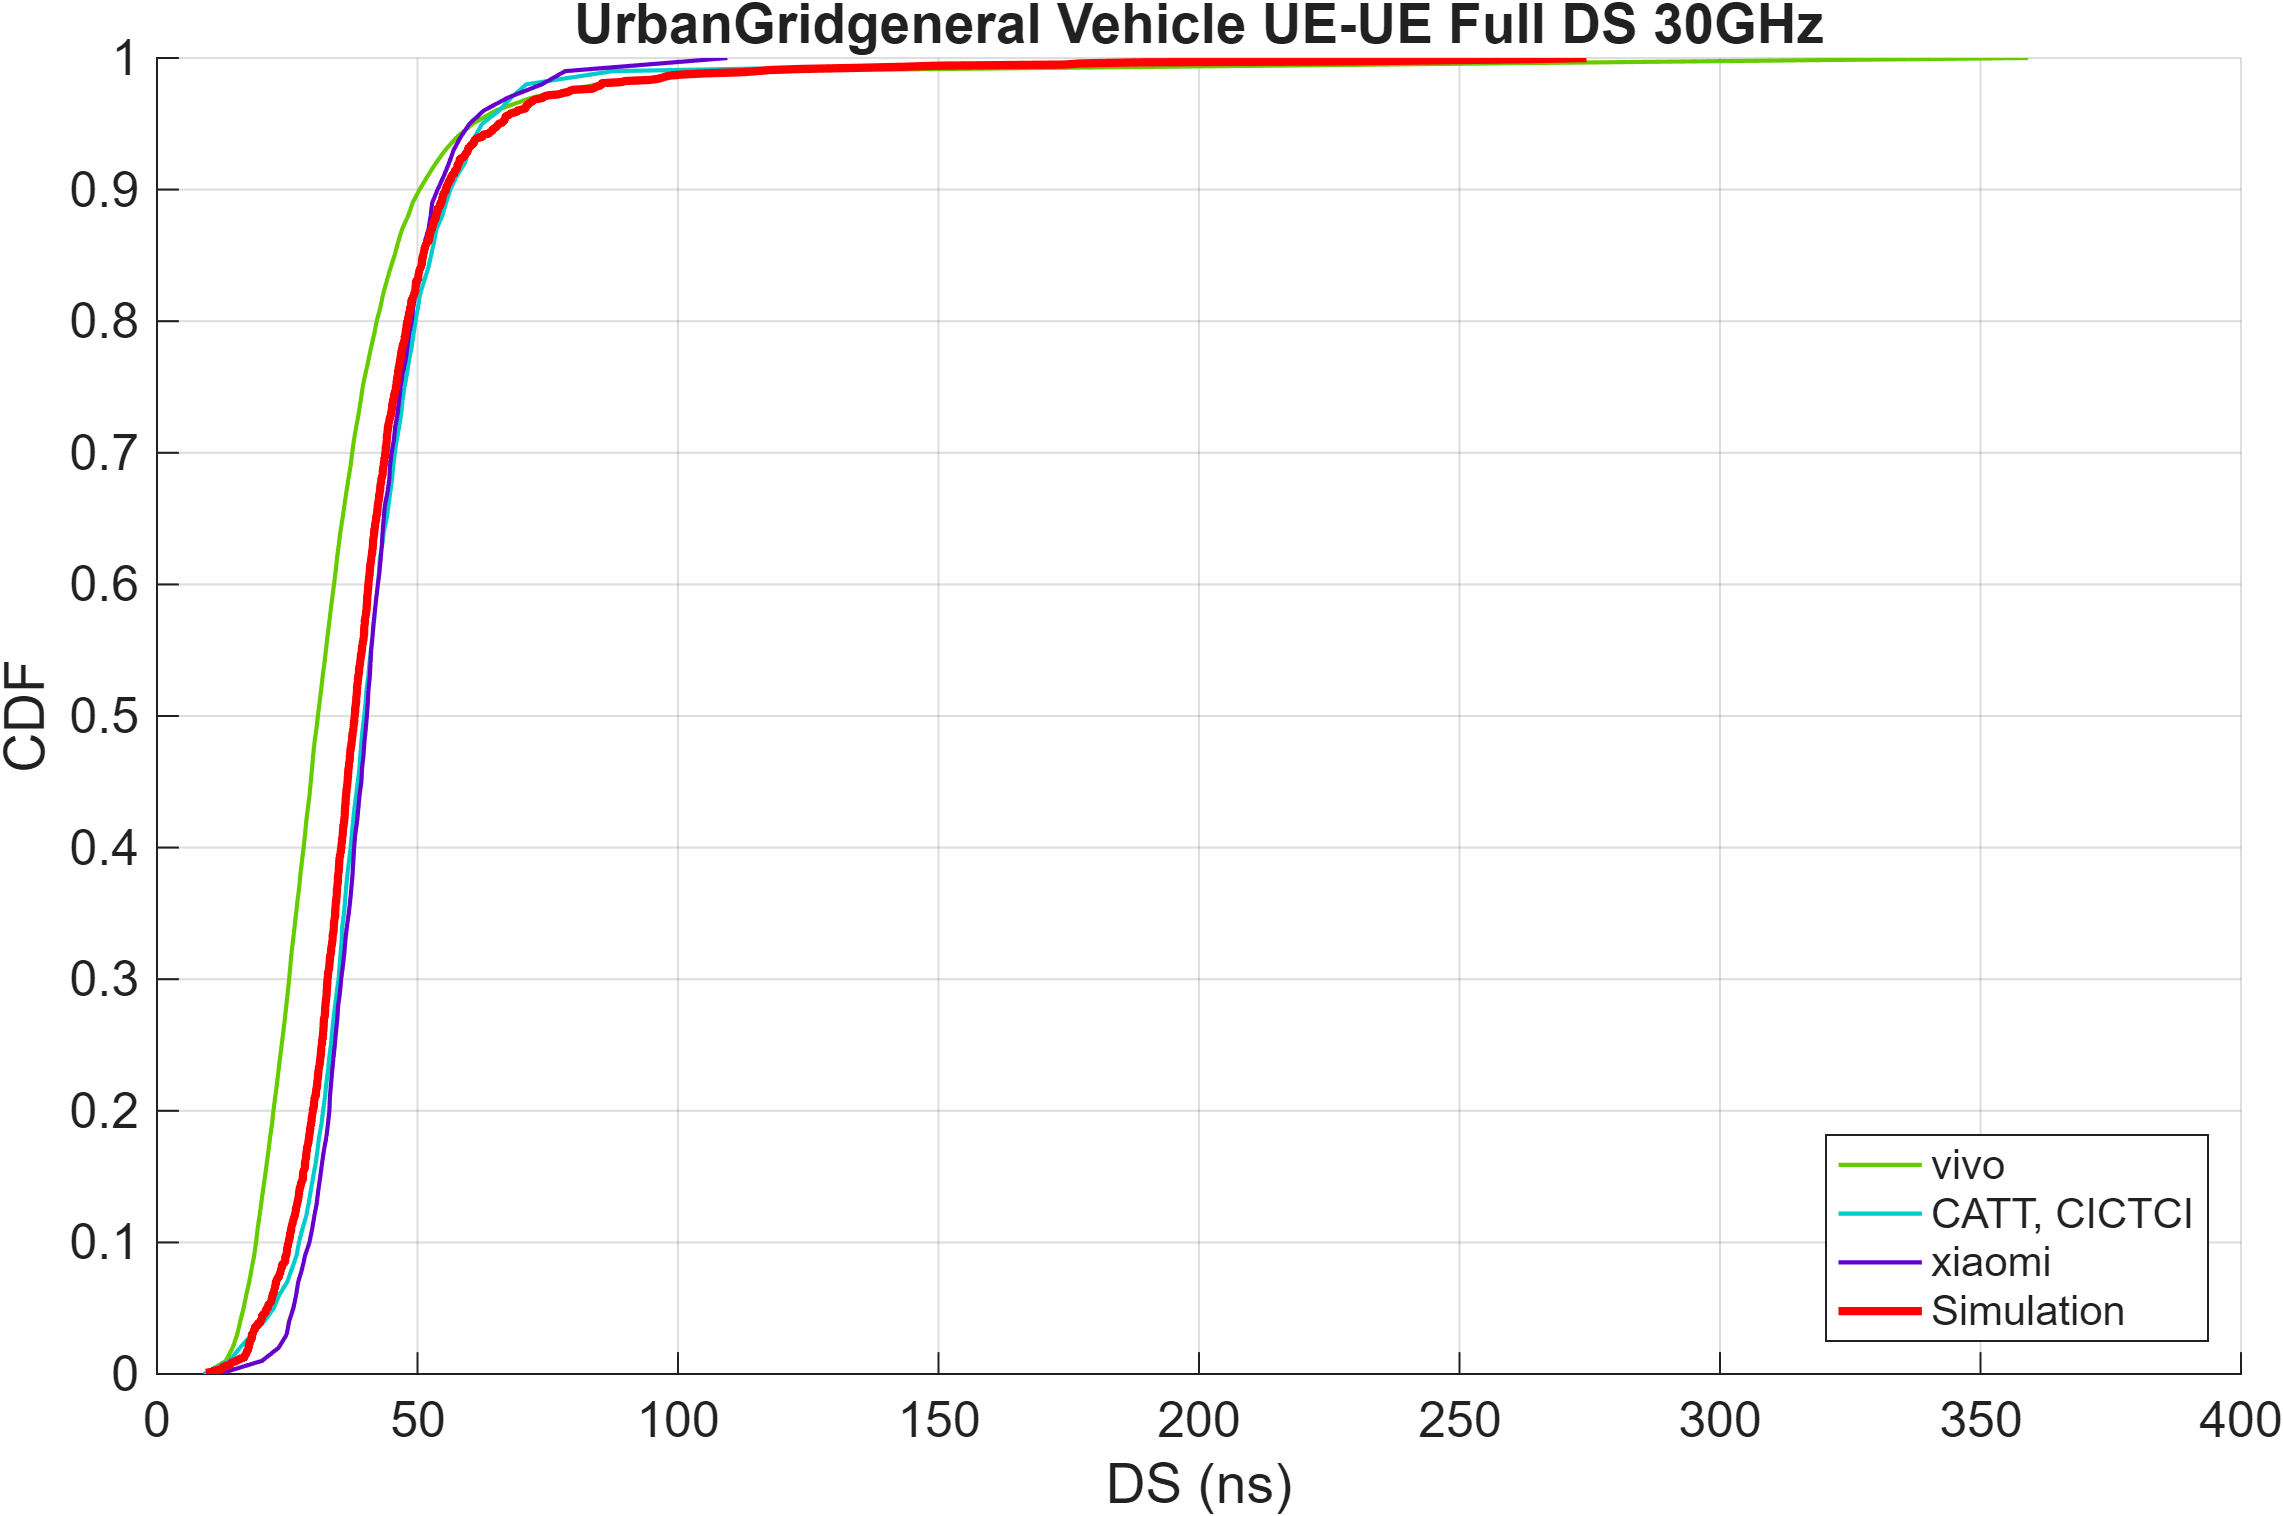 UrbanGridgeneral Vehicle UE-UE Full DS 30GHz
1
0.9
0.8
0.7
0.6
0.5
0.4
0.3
0.2
0.1
0
CDF
0 50 100 150 200 250 300 350 400
DS (ns)
vivo
CATT, CICTCI
xiaomi
Simulation